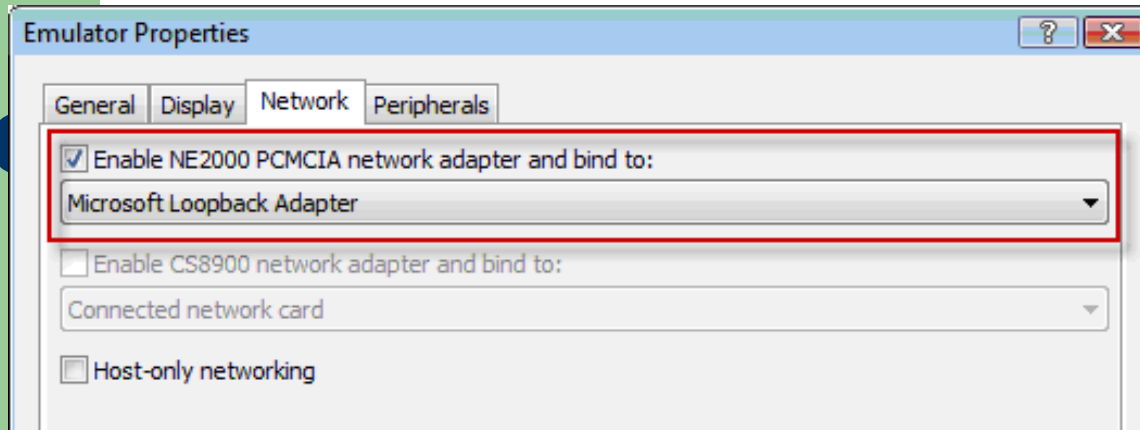 Emulator Properties
General Display Network Peripherals
Enable NE2000 PCMCIA network adapter and bind to:
Microsoft Loopback Adapter
Enable CS8900 network adapter and bind to:
Connected network card
Host-only networking